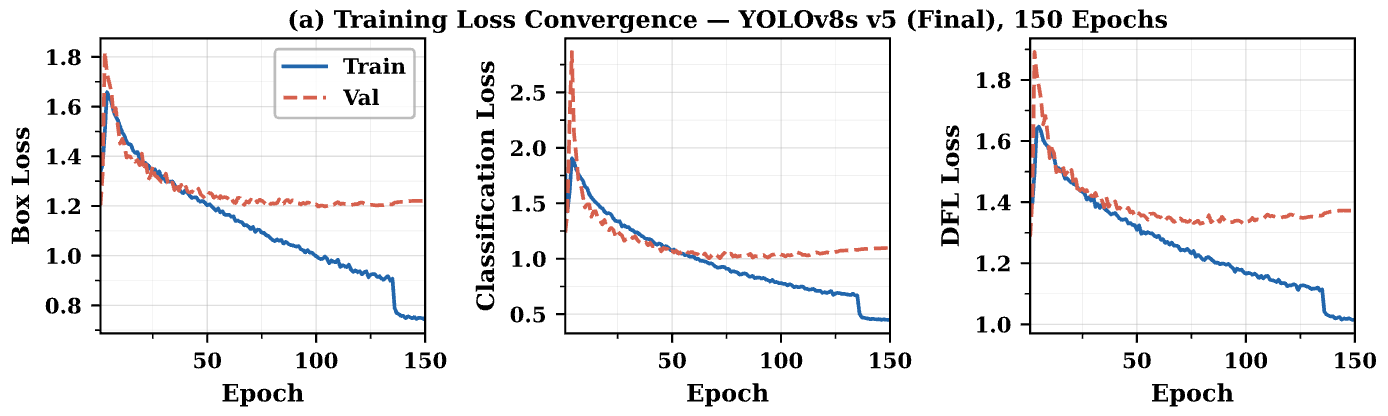 (a) Training Loss Convergence — YOLOv8s v5 (Final), 150 Epochs
Box Loss
1.8
1.6
1.4
1.2
1.0
0.8
50
100
150
Epoch
Train
Val
Classification Loss
2.5
2.0
1.5
1.0
0.5
50
100
150
Epoch
DFL Loss
1.8
1.6
1.4
1.2
1.0
50
100
150
Epoch